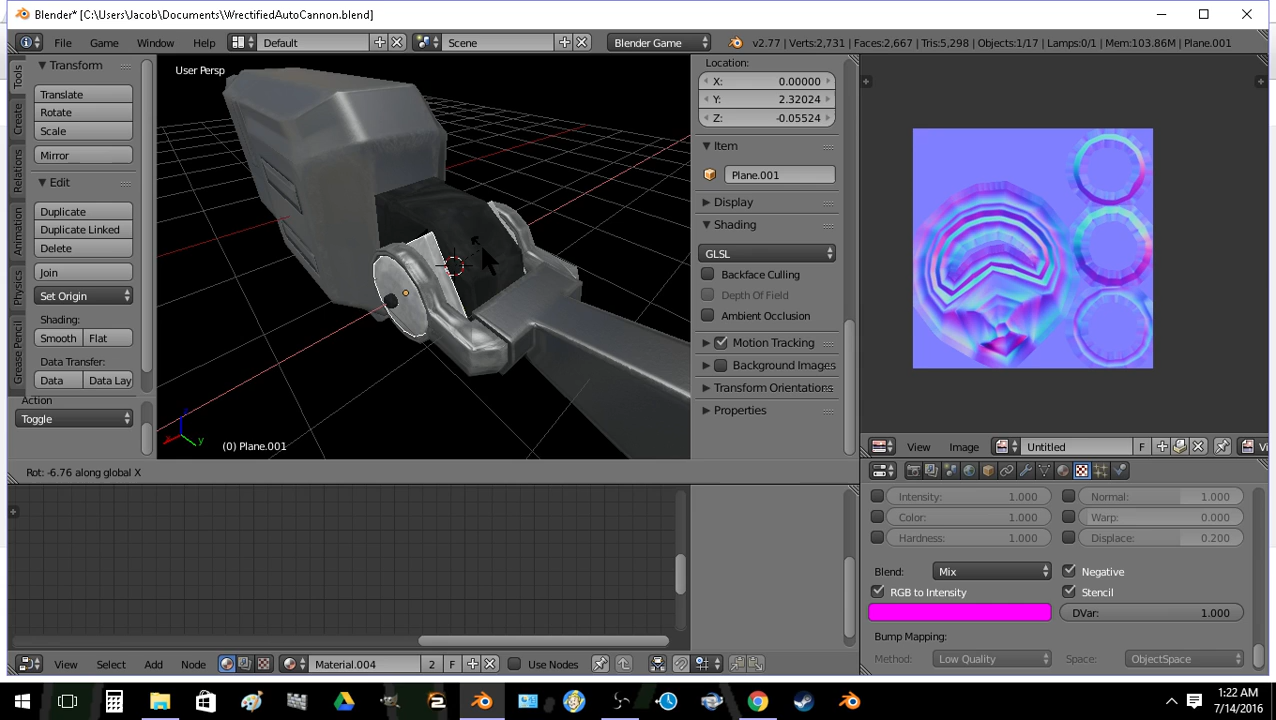 Blender* [C:\Users\Jacob\Documents\WrectifiedAutoCannon.blend]
File Game Window Help Default Scene Blender Game v2.77 | Verts:2,731 | Faces:2,667 | Tris:5,298 | Objects:1/17 | Lamps:0/1 | Mem:103.86M | Plane.001
Tools
Create
Relations
Animation
Physics
Grease Pencil
Transform
Translate
Rotate
Scale
Mirror
Edit
Duplicate
Duplicate Linked
Delete
Join
Set Origin
Shading:
Smooth Flat
Data Transfer:
Data Data Lay
Action
Toggle
User Persp
z
x
y
(0) Plane.001
Location:
X: 0.00000
Y: 2.32024
Z: -0.05524
Item
Plane.001
Display
Shading
GLSL
Backface Culling
Depth Of Field
Ambient Occlusion
Motion Tracking
Background Images
Transform Orientations
Properties
View Image Untitled F Vi
Rot: -6.76 along global X
Intensity: 1.000 Normal: 1.000
Color: 1.000 Warp: 0.000
Hardness: 1.000 Displace: 0.200
Blend: Mix Negative
RGB to Intensity Stencil
DVar: 1.000
Bump Mapping:
Method: Low Quality Space: ObjectSpace
View Select Add Node Material.004 2 F Use Nodes
1:22 AM
7/14/2016